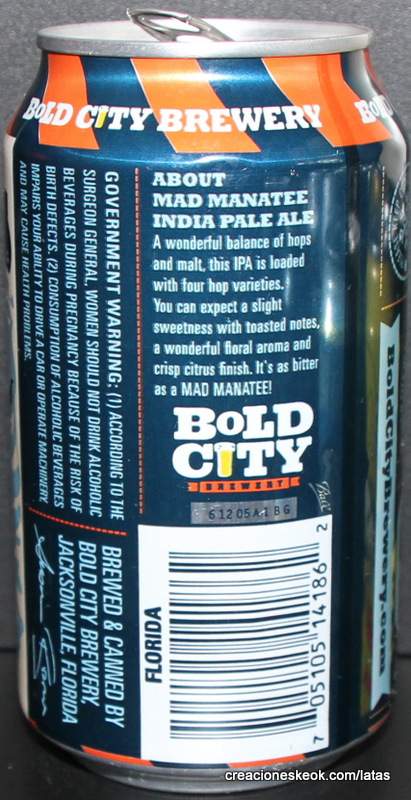 BOLD CITY BREWERY
BOLD
ABOUT
MAD MANATEE
INDIA PALE ALE
A wonderful balance of hops
and malt, this IPA is loaded
with four hop varieties.
You can expect a slight
sweetness with toasted notes,
a wonderful floral aroma and
crisp citrus finish. It's as bitter
as a MAD MANATEE!
BOLD
CITY
BREWERY
612 05A1 BG
Ball
GOVERNMENT WARNING: (1) ACCORDING TO THE
SURGEON GENERAL, WOMEN SHOULD NOT DRINK ALCOHOLIC
BEVERAGES DURING PREGNANCY BECAUSE OF THE RISK OF
BIRTH DEFECTS. (2) CONSUMPTION OF ALCOHOLIC BEVERAGES
IMPAIRS YOUR ABILITY TO DRIVE A CAR OR OPERATE MACHINERY
AND MAY CAUSE HEALTH PROBLEMS.
BREWED & CANNED BY
BOLD CITY BREWERY,
JACKSONVILLE, FLORIDA
FLORIDA
7 05105 14186 2
BoldCityBrewery.com
creacioneskeok.com/latas